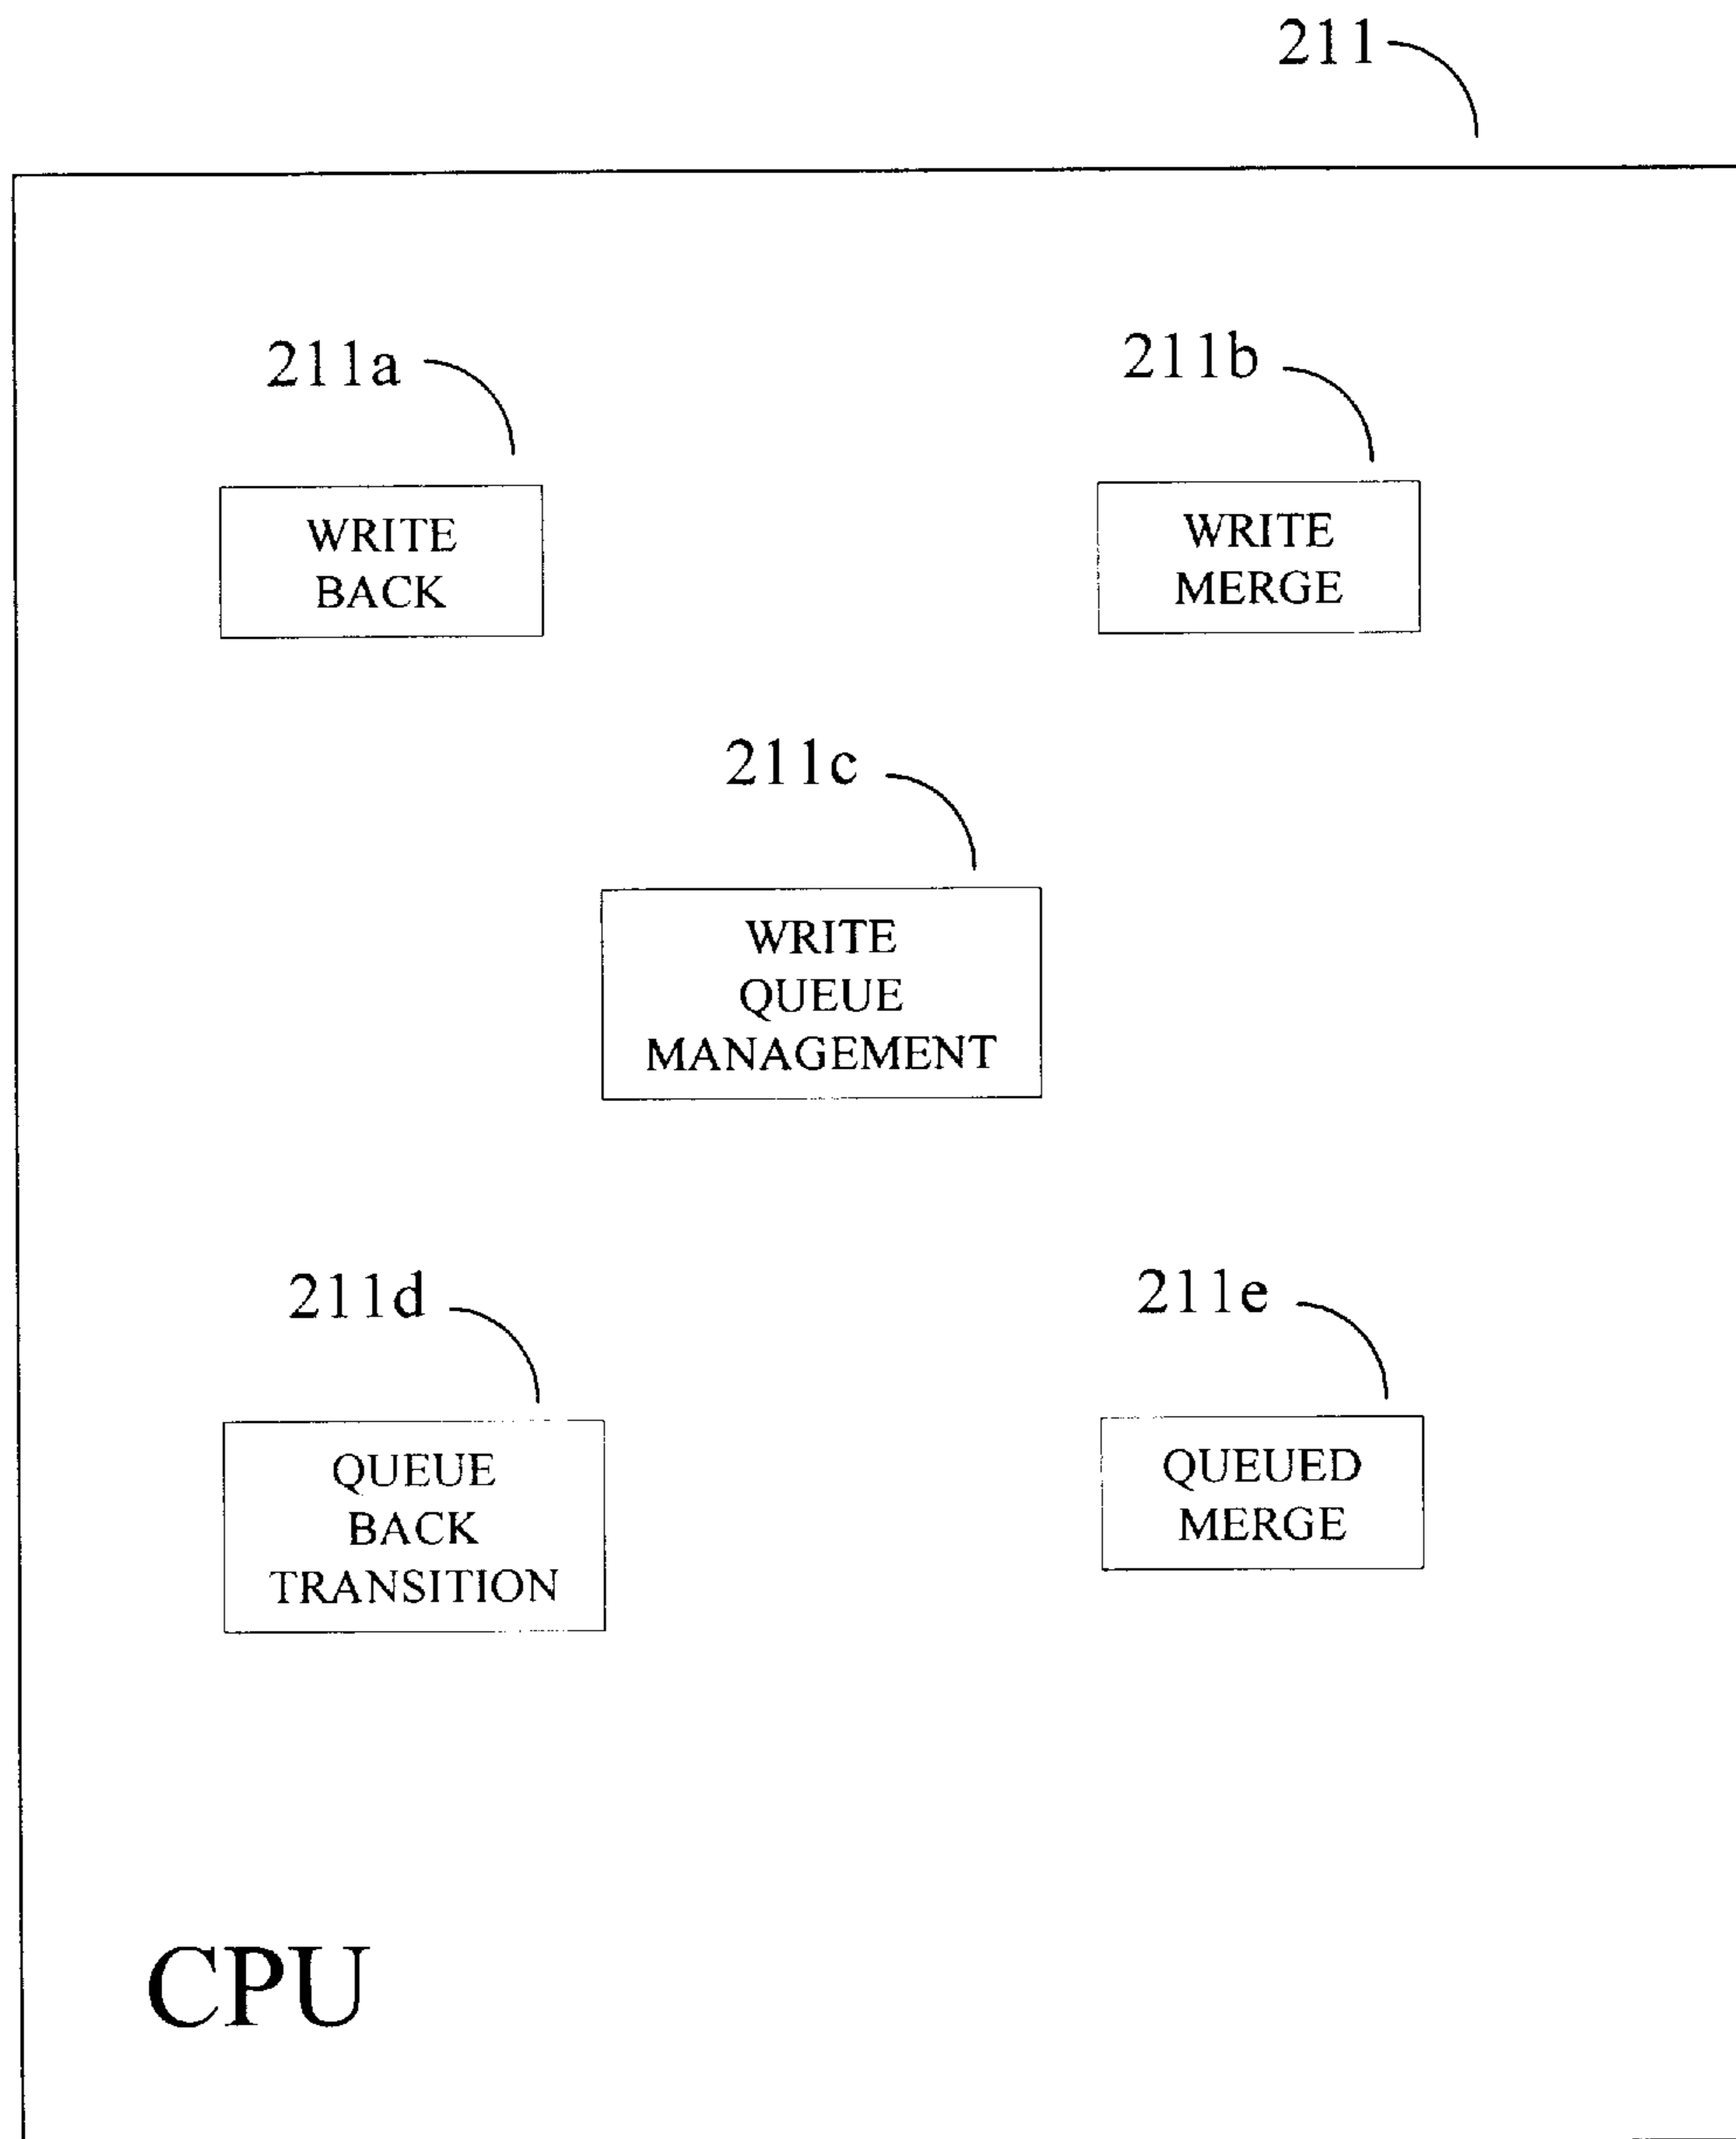 211
211a
WRITE
BACK
211b
WRITE
MERGE
211c
WRITE
QUEUE
MANAGEMENT
211d
QUEUE
BACK
TRANSITION
211e
QUEUED
MERGE
CPU